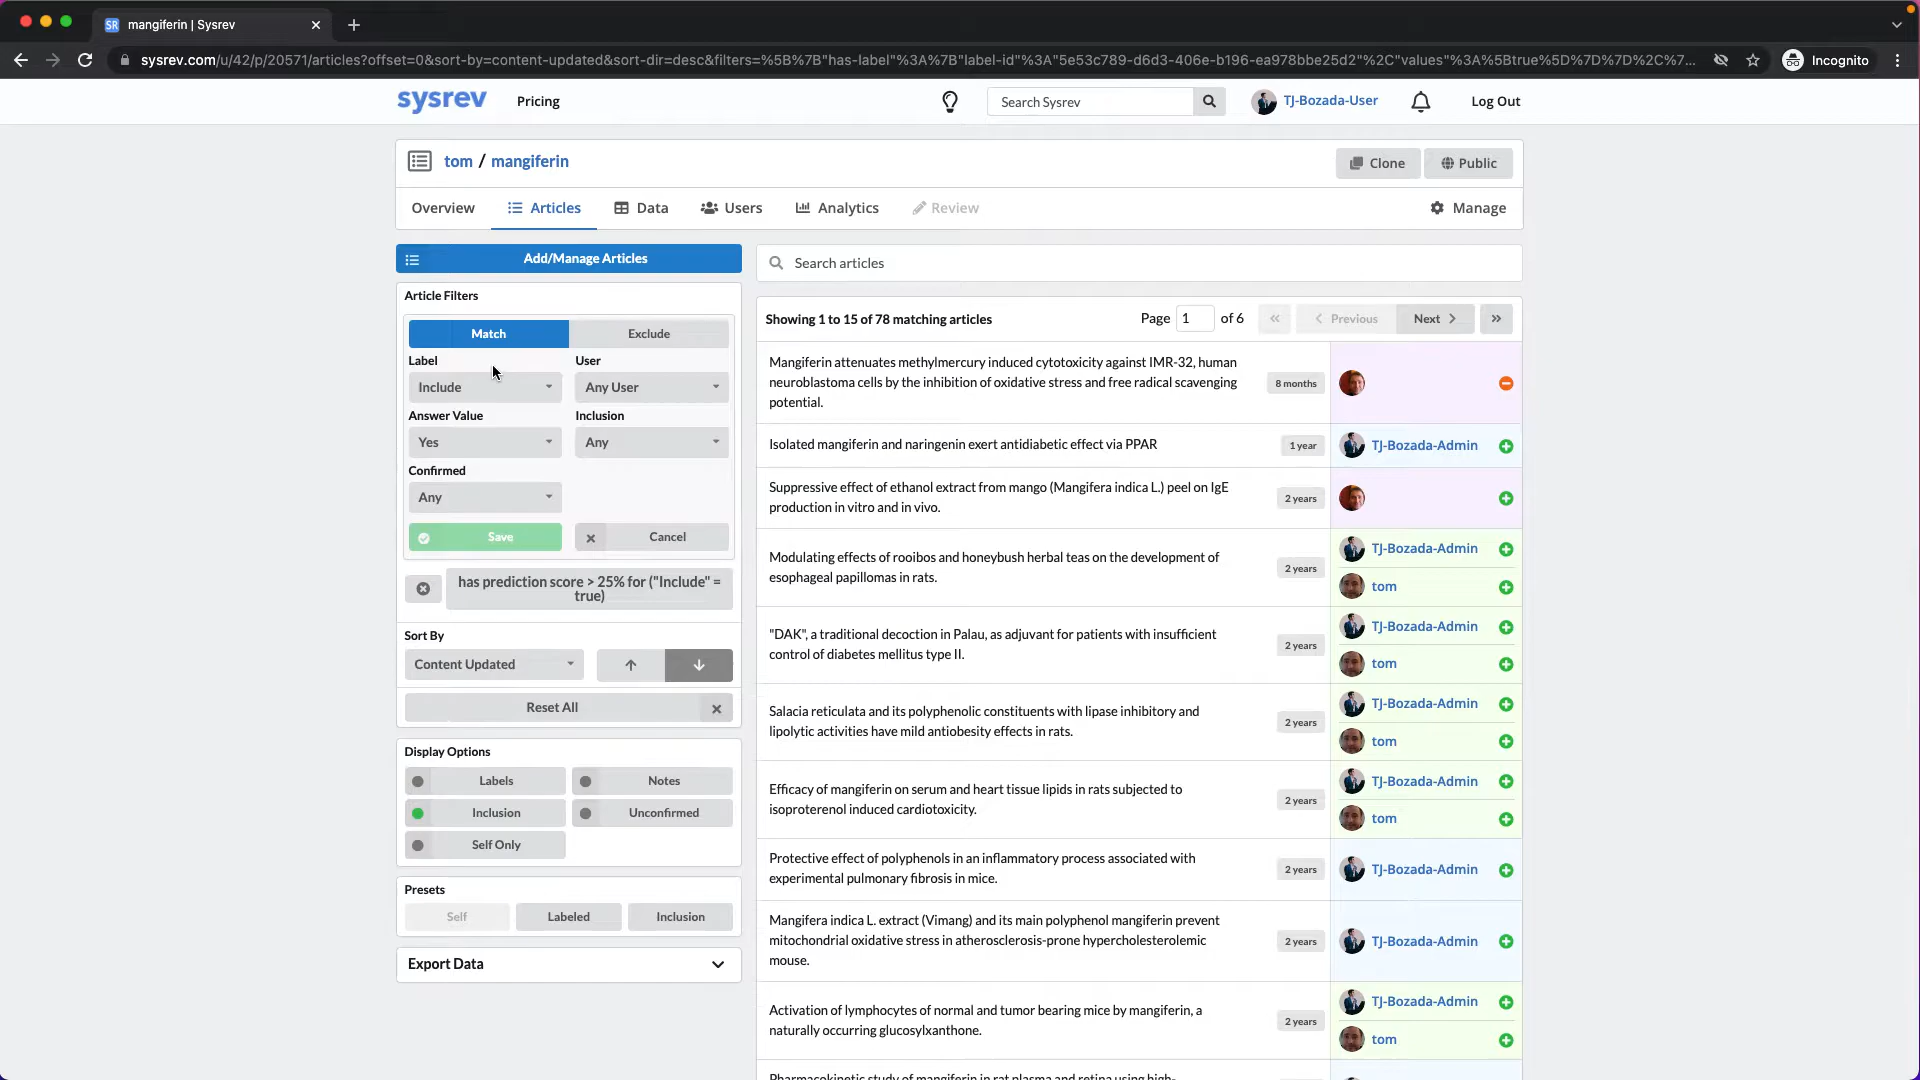 mangiferin | Sysrev
sysrev.com/u/42/p/20571/articles?offset=0&sort-by=content-updated&sort-dir=desc&filters=%5B%7B"has-label"%3A%7B"label-id"%3A"5e53c789-d6d3-406e-b196-ea978bbe25d2"%2C"values"%3A%5Btrue%5D%7D%7D%2C%7...
Incognito
sysrev
Pricing
Search Sysrev
TJ-Bozada-User
Log Out
tom / mangiferin
Clone
Public
Overview
Articles
Data
Users
Analytics
Review
Manage
Add/Manage Articles
Article Filters
Match
Exclude
Label
User
Include
Any User
Answer Value
Inclusion
Yes
Any
Confirmed
Any
Save
Cancel
has prediction score > 25% for ("Include" =
true)
Sort By
Content Updated
Reset All
Display Options
Labels
Notes
Inclusion
Unconfirmed
Self Only
Presets
Self
Labeled
Inclusion
Export Data
Search articles
Showing 1 to 15 of 78 matching articles
Page 1 of 6
Previous
Next
Mangiferin attenuates methylmercury induced cytotoxicity against IMR-32, human
neuroblastoma cells by the inhibition of oxidative stress and free radical scavenging
potential.
8 months
Isolated mangiferin and naringenin exert antidiabetic effect via PPAR
1 year
TJ-Bozada-Admin
Suppressive effect of ethanol extract from mango (Mangifera indica L.) peel on IgE
production in vitro and in vivo.
2 years
Modulating effects of rooibos and honeybush herbal teas on the development of
esophageal papillomas in rats.
2 years
TJ-Bozada-Admin
tom
"DAK", a traditional decoction in Palau, as adjuvant for patients with insufficient
control of diabetes mellitus type II.
2 years
TJ-Bozada-Admin
tom
Salacia reticulata and its polyphenolic constituents with lipase inhibitory and
lipolytic activities have mild antiobesity effects in rats.
2 years
TJ-Bozada-Admin
tom
Efficacy of mangiferin on serum and heart tissue lipids in rats subjected to
isoproterenol induced cardiotoxicity.
2 years
TJ-Bozada-Admin
tom
Protective effect of polyphenols in an inflammatory process associated with
experimental pulmonary fibrosis in mice.
2 years
TJ-Bozada-Admin
Mangifera indica L. extract (Vimang) and its main polyphenol mangiferin prevent
mitochondrial oxidative stress in atherosclerosis-prone hypercholesterolemic
mouse.
2 years
TJ-Bozada-Admin
Activation of lymphocytes of normal and tumor bearing mice by mangiferin, a
naturally occurring glucosylxanthone.
2 years
TJ-Bozada-Admin
tom
Pharmacokinetic study of mangiferin in rat plasma and retina using high-